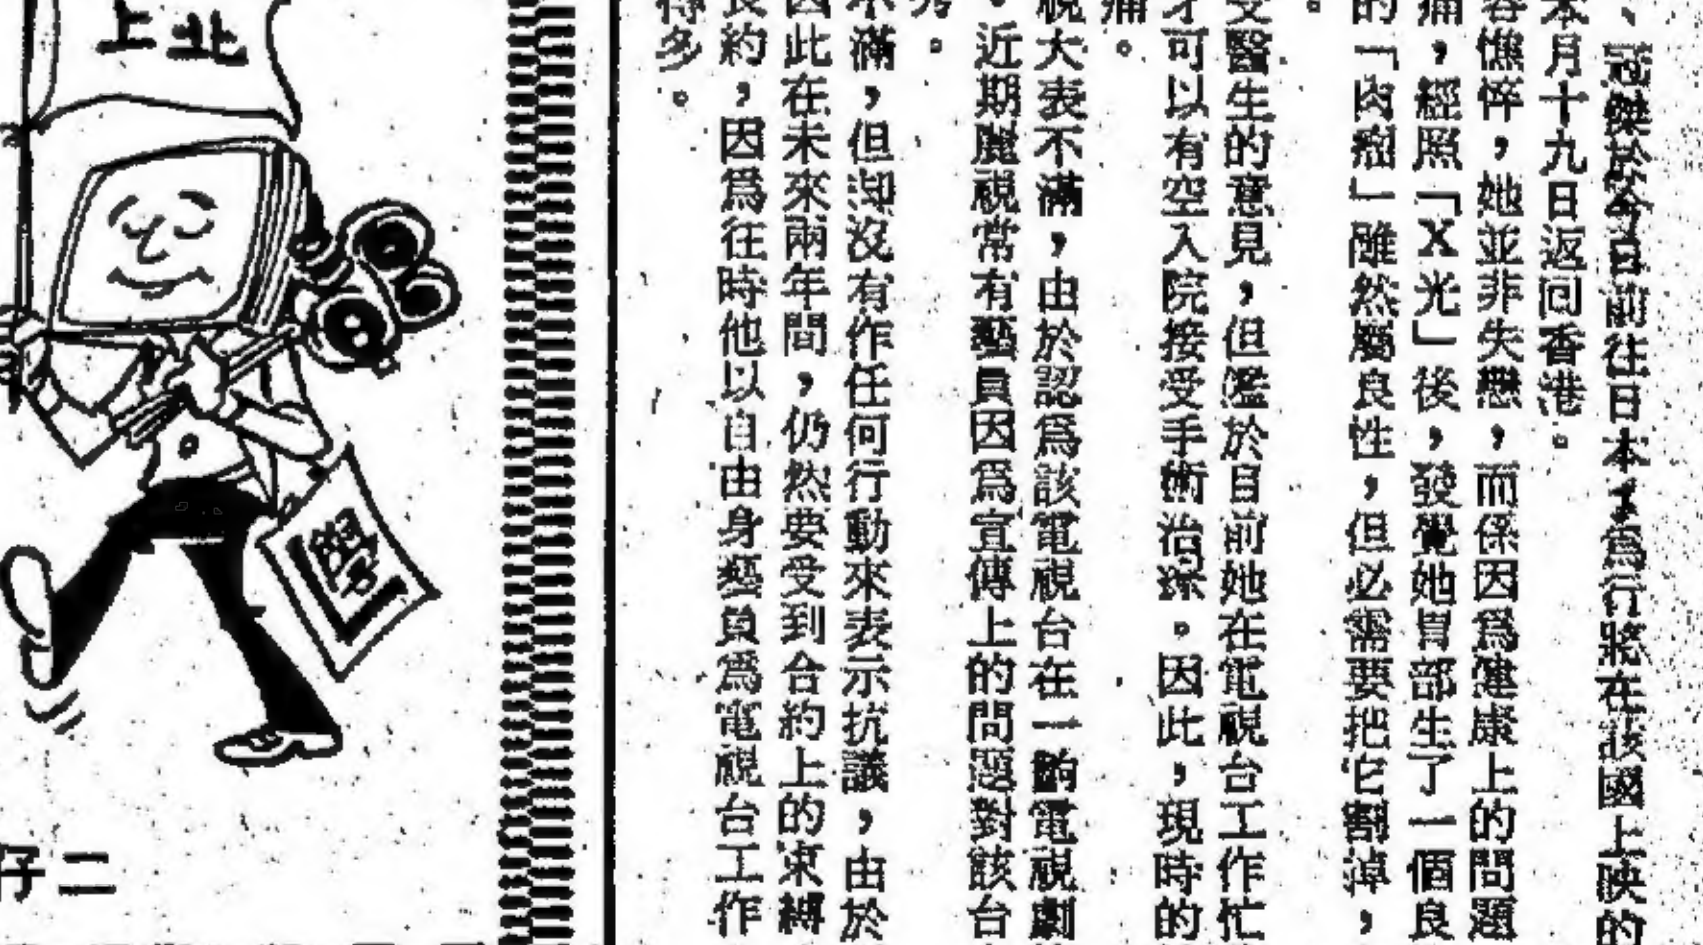 、冠傑於今日前往日本為行將在該國上映的
本月十九日返回香港。
容憔悴，她並非失戀，而係因爲健康上的問題
痛，經照「X光」後，發覺她胃部生了一個良
的「肉瘤」雖然屬良性，但必需要把它割掉，
。
受醫生的意見，但濫於目前她在電視台工作忙
才可以有空入院接受手術治療。因此，現時的
痛。
視大表不滿，由於認爲該電視台在一齣電視劇
。近期麗視常有藝員因爲宣傳上的問題對該台
。
不滿，但却沒有作任何行動來表示抗議，由於
因此在未來兩年間，仍然要受到合約上的束縛
良約，因爲往時他以自由身藝員爲電視台工作
得多。
北上
學
二仔